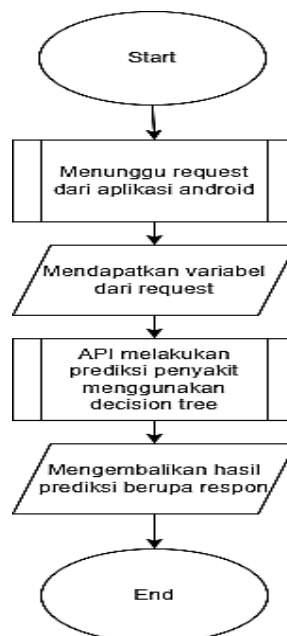 Start
Menunggu request
dari aplikasi android
Mendapatkan variabel
dari request
API melakukan
prediksi penyakit
menggunakan
decision tree
Mengembalikan hasil
prediksi berupa respon
End